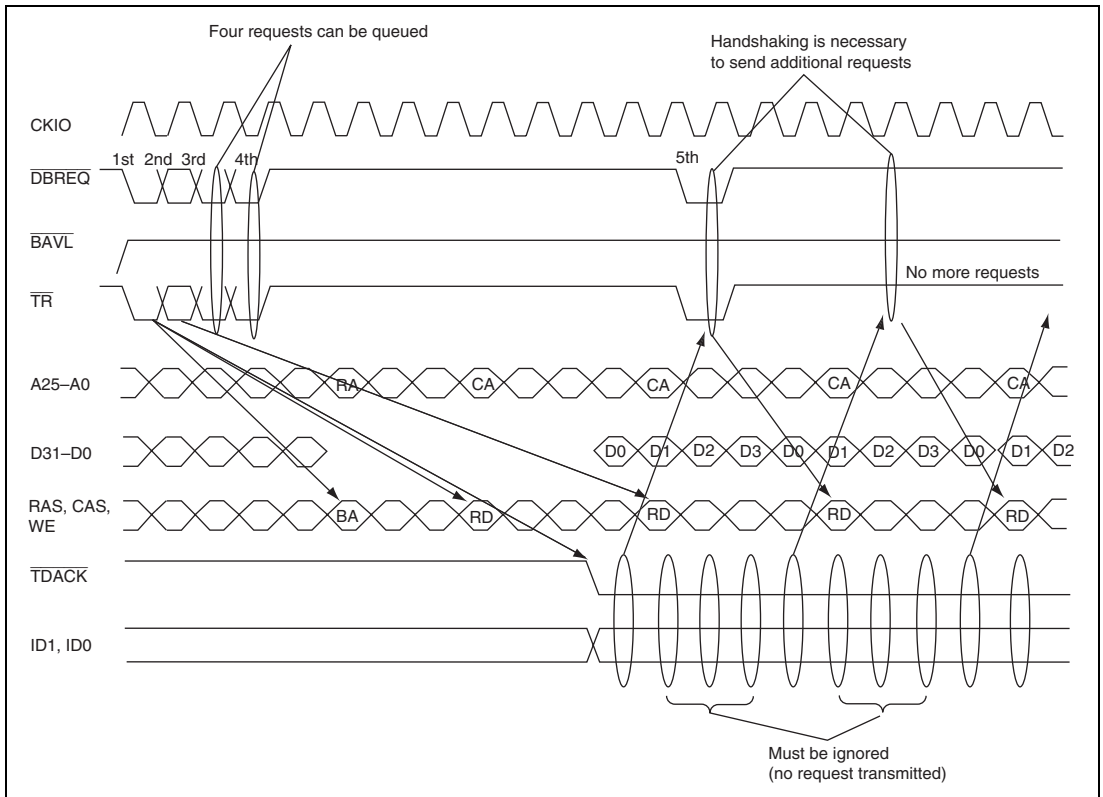 Four requests can be queued
Handshaking is necessary
to send additional requests
CKIO
1st 2nd 3rd 4th 5th
DBREQ
BAVL
No more requests
TR
A25–A0 RA CA CA CA CA
D31–D0 D0 D1 D2 D3 D0 D1 D2 D3 D0 D1 D2
RAS, CAS,
WE BA RD RD RD RD
TDACK
ID1, ID0
Must be ignored
(no request transmitted)